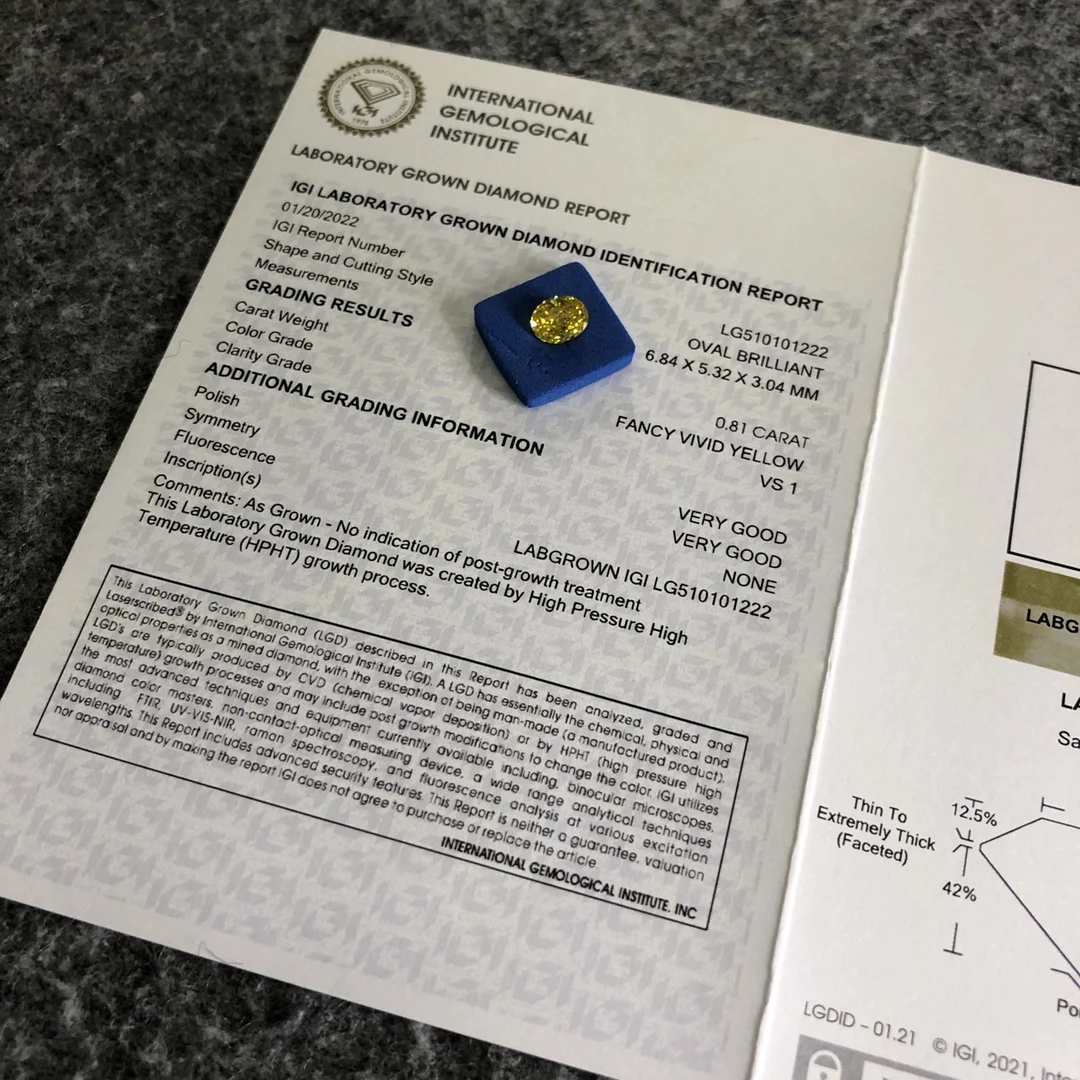 INTERNATIONAL GEMOLOGICAL INSTITUTE
IGI
1975
INTERNATIONAL
GEMOLOGICAL
INSTITUTE
LABORATORY GROWN DIAMOND REPORT
IGI LABORATORY GROWN DIAMOND IDENTIFICATION REPORT
01/20/2022
IGI Report Number LG510101222
Shape and Cutting Style OVAL BRILLIANT
Measurements 6.84 X 5.32 X 3.04 MM
GRADING RESULTS
Carat Weight 0.81 CARAT
Color Grade FANCY VIVID YELLOW
Clarity Grade VS 1
ADDITIONAL GRADING INFORMATION
Polish VERY GOOD
Symmetry VERY GOOD
Fluorescence NONE
Inscription(s) LABGROWN IGI LG510101222
Comments: As Grown - No indication of post-growth treatment
This Laboratory Grown Diamond was created by High Pressure High
Temperature (HPHT) growth process.
This Laboratory Grown Diamond (LGD) described in this Report has been analyzed, graded and
Laserscribed® by International Gemological Institute (IGI). A LGD has essentially the chemical, physical and
optical properties as a mined diamond, with the exception of being man-made (a manufactured product).
LGD's are typically produced by CVD (chemical vapor deposition) or by HPHT (high pressure high
temperature) growth processes and may include post growth modifications to change the color. IGI utilizes
the most advanced techniques and equipment currently available including, binocular microscopes,
diamond color masters, non-contact-optical measuring device, a wide range analytical techniques
including FTIR, UV-VIS-NIR, raman spectroscopy, and fluorescence analysis at various excitation
wavelengths. This Report includes advanced security features. This Report is neither a guarantee, valuation
nor appraisal and by making the report IGI does not agree to purchase or replace the article.
INTERNATIONAL GEMOLOGICAL INSTITUTE, INC
LABG
LA
Sa
Thin To
Extremely Thick
(Faceted)
12.5%
42%
Poi
LGDID - 01.21 © IGI, 2021, Inte